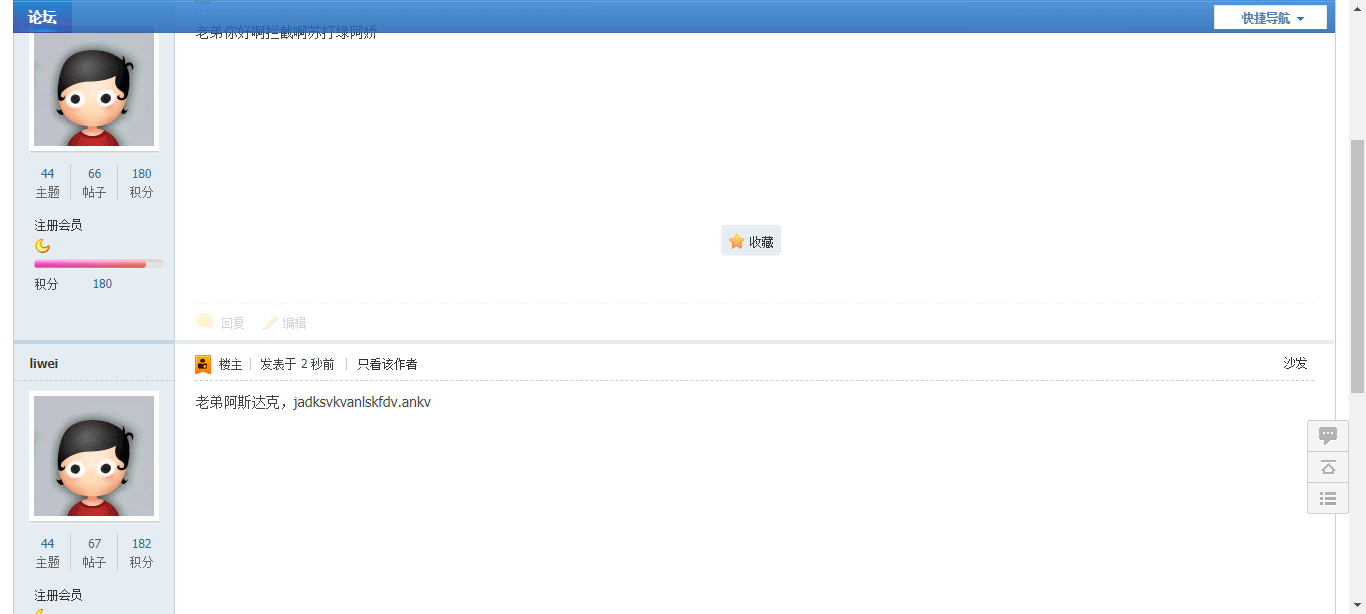 论坛
快捷导航
老弟你好啊拦截啊苏打绿阿娇
44 66 180
主题 帖子 积分
注册会员
收藏
积分 180
回复 编辑
liwei
楼主 发表于 2 秒前 只看该作者
沙发
老弟阿斯达克，jadksvkvanlskfdv.ankv
44 67 182
主题 帖子 积分
注册会员